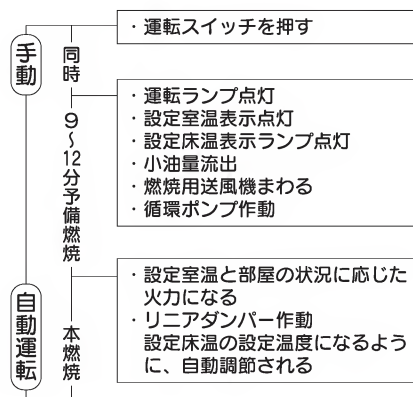 手動
同時
・運転スイッチを押す
9〜12分予備燃焼
・運転ランプ点灯
・設定室温表示点灯
・設定床温表示ランプ点灯
・小油量流出
・燃焼用送風機まわる
・循環ポンプ作動
自動運転
本燃焼
・設定室温と部屋の状況に応じた
火力になる
・リニアダンパー作動
設定床温の設定温度になるよう
に、自動調節される